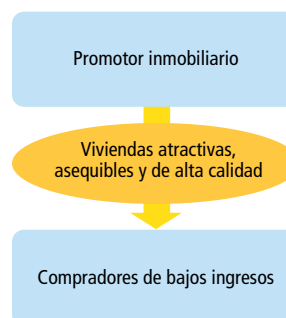 Promotor inmobiliario
Viviendas atractivas,
asequibles y de alta calidad
Compradores de bajos ingresos